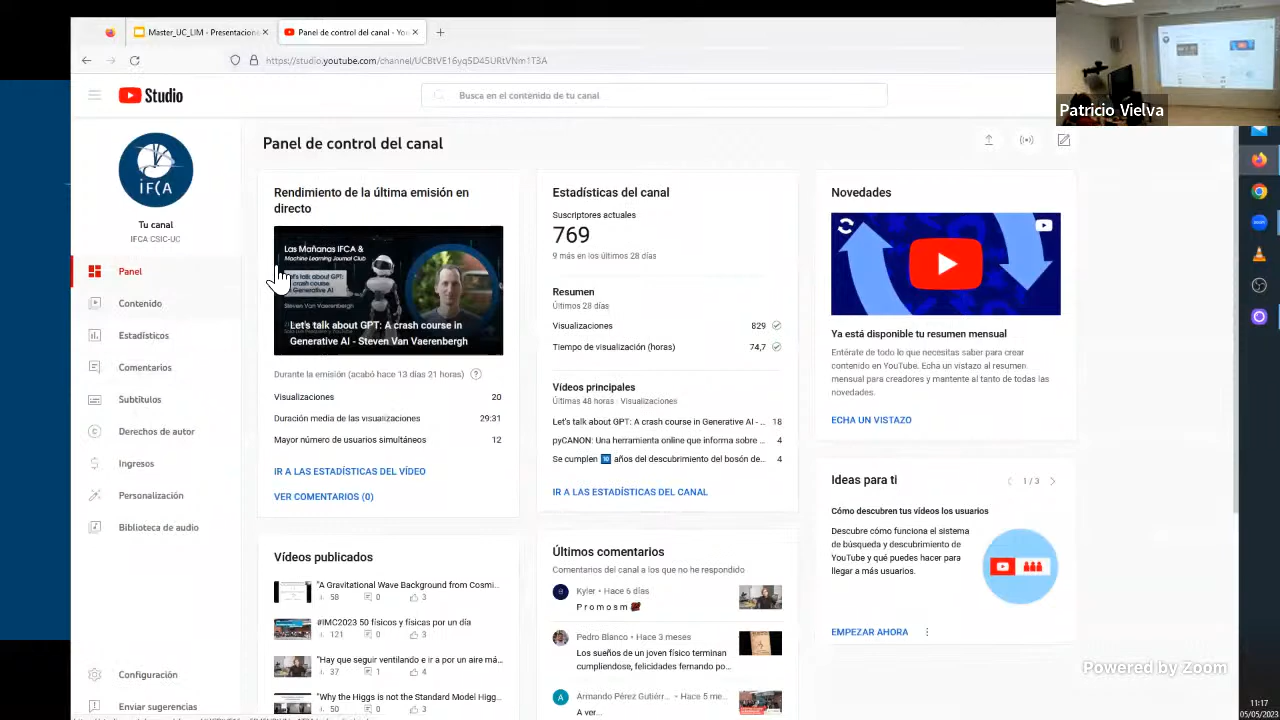 Master_UC_LIM - Presentacione
Panel de control del canal - You
https://studio.youtube.com/channel/UCBtVE16yq5D45URtVNm1T3A
Patricio Vielva
Studio
Busca en el contenido de tu canal
IFCA
Tu canal
IFCA CSIC-UC
Panel
Contenido
Estadísticas
Comentarios
Subtítulos
Derechos de autor
Ingresos
Personalización
Biblioteca de audio
Configuración
Enviar sugerencias
Panel de control del canal
Rendimiento de la última emisión en
directo
Las Mañanas IFCA &
Machine Learning Journal Club
Let's talk about GPT:
crash course in
Generative AI
Steven Van Vaerenbergh
Let's talk about GPT: A crash course in
Generative AI - Steven Van Vaerenbergh
Durante la emisión (acabó hace 13 días 21 horas)
Visualizaciones 20
Duración media de las visualizaciones 29:31
Mayor número de usuarios simultáneos 12
IR A LAS ESTADÍSTICAS DEL VÍDEO
VER COMENTARIOS (0)
Vídeos publicados
"A Gravitational Wave Background from Cosmi...
58 0 3
#IMC2023 50 físicos y físicas por un día
121 0 3
"Hay que seguir ventilando e ir a por un aire má...
37 1 4
"Why the Higgs is not the Standard Model Higg...
50 0 3
Estadísticas del canal
Suscriptores actuales
769
9 más en los últimos 28 días
Resumen
Últimos 28 días
Visualizaciones 829
Tiempo de visualización (horas) 74,7
Vídeos principales
Últimas 48 horas · Visualizaciones
Let's talk about GPT: A crash course in Generative AI - ... 18
pyCANON: Una herramienta online que informa sobre ... 4
Se cumplen 🔟 años del descubrimiento del bosón de... 4
IR A LAS ESTADÍSTICAS DEL CANAL
Últimos comentarios
Comentarios del canal a los que no he respondido
Kyler • Hace 6 días
P r o m o s m
Pedro Blanco • Hace 3 meses
Los sueños de un joven físico terminan
cumpliendose, felicidades fernando po...
Armando Pérez Gutiérr... • Hace 5 me...
A ver...
Novedades
Ya está disponible tu resumen mensual
Entérate de todo lo que necesitas saber para crear
contenido en YouTube. Echa un vistazo al resumen
mensual para creadores y mantente al tanto de todas las
novedades.
ECHA UN VISTAZO
Ideas para ti
1 / 3
Cómo descubren tus vídeos los usuarios
Descubre cómo funciona el sistema
de búsqueda y descubrimiento de
YouTube y qué puedes hacer para
llegar a más usuarios.
EMPEZAR AHORA
Powered by Zoom
11:17
05/05/2023